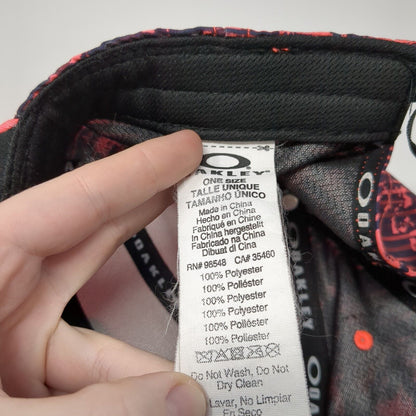 OAKLEY
ONE SIZE
TALLE UNIQUE
TAMANHO ÚNICO
Made in China
Hecho en China
Fabriqué en Chine
In China hergestellt
Fabricado na China
Dibuat di Cina
RN# 98548 CA# 35460
100% Polyester
100% Poliéster
100% Polyester
100% Polyester
100% Poliéster
100% Poliester
Do Not Wash, Do Not
Dry Clean
Lavar, No Limpiar
En Seco
OAKLEY
OAKLEY
OAKLEY